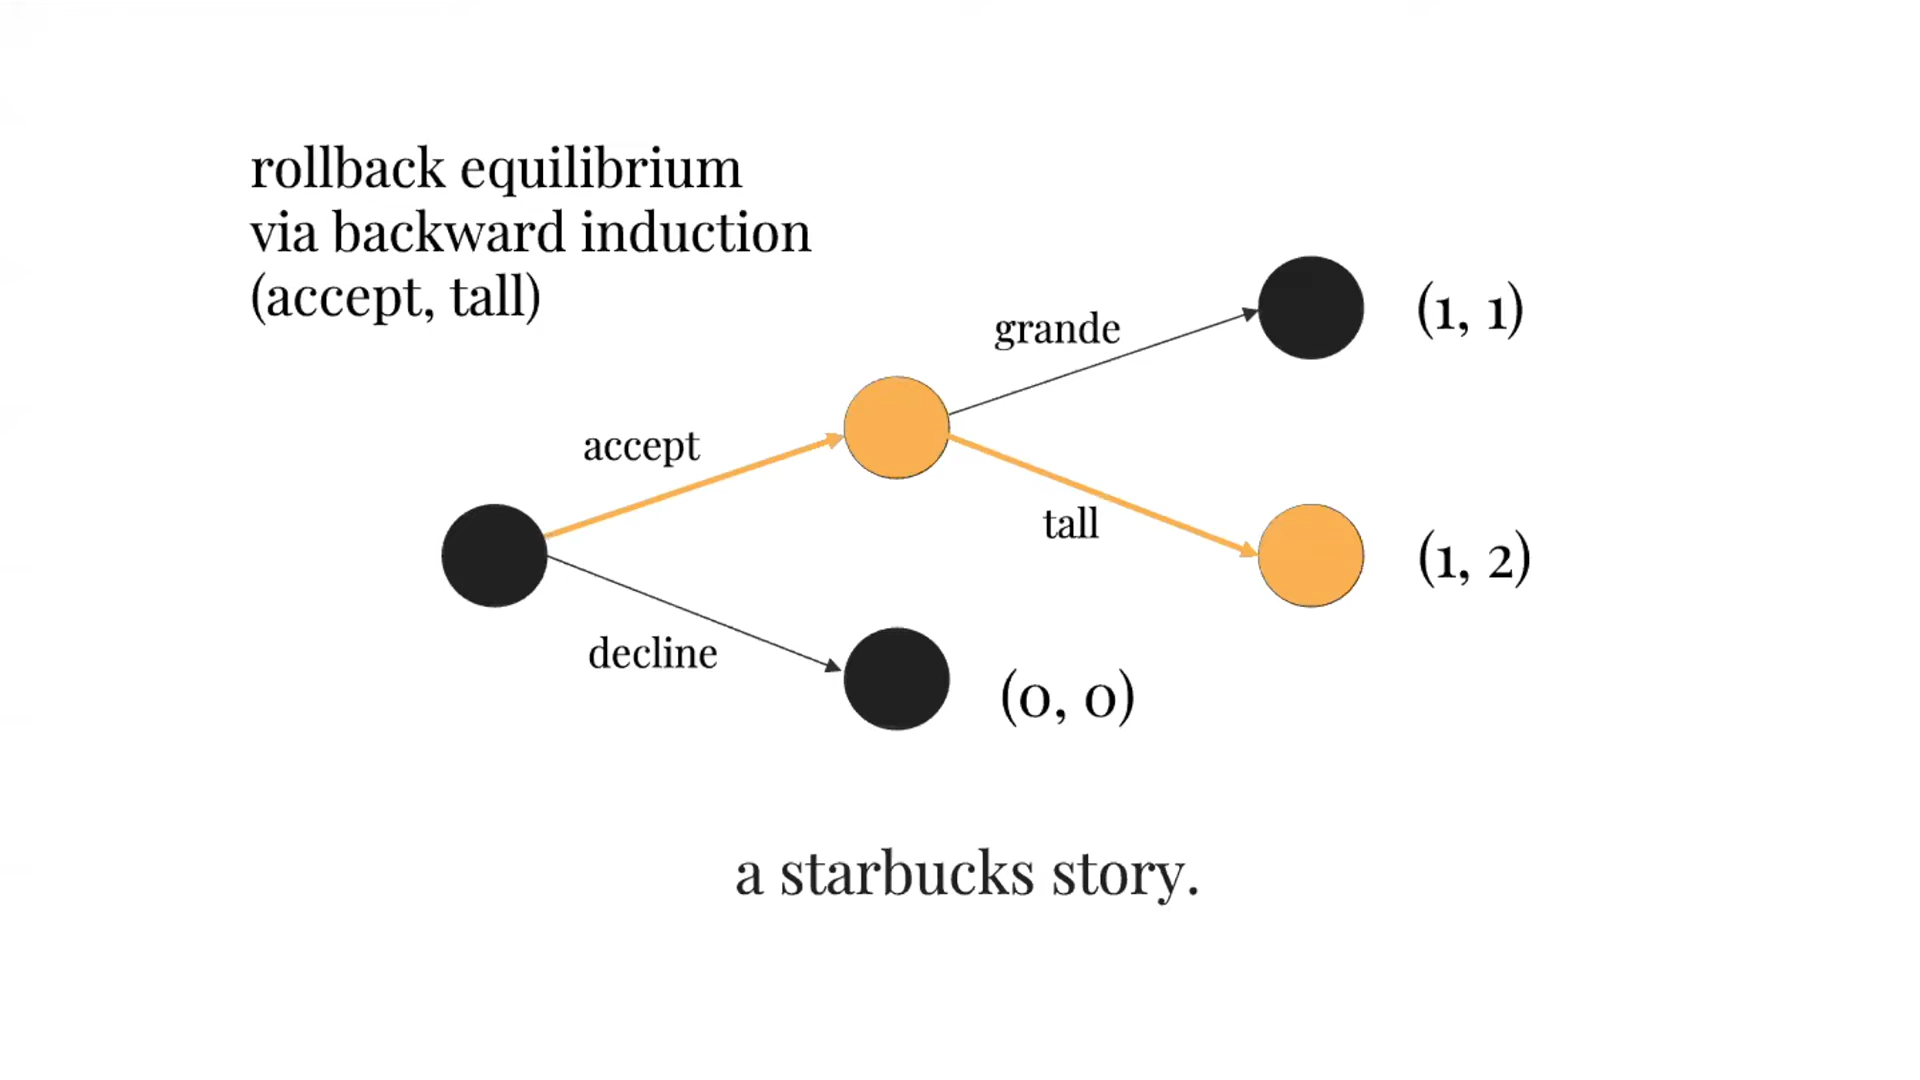 rollback equilibrium
via backward induction
(accept, tall)
grande
(1, 1)
accept
tall
(1, 2)
decline
(0, 0)
a starbucks story.